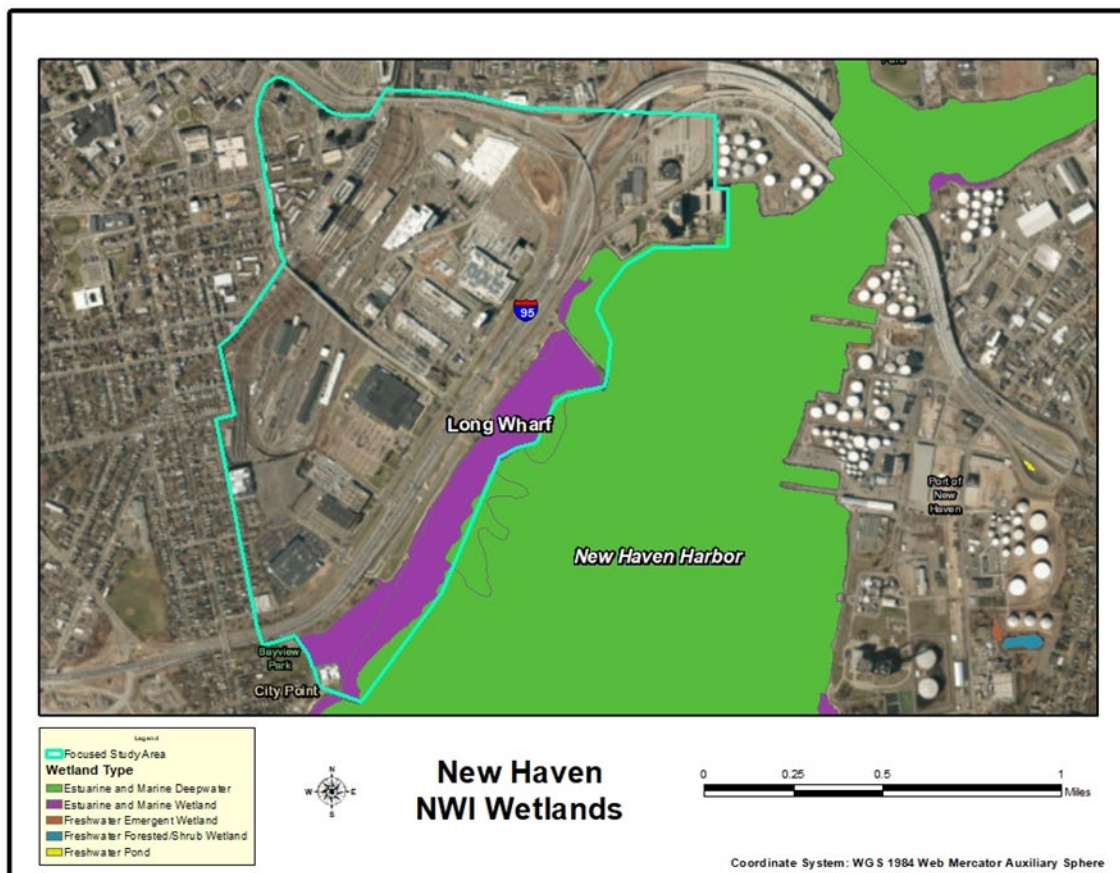 Park
95
Long Wharf
New Haven Harbor
Port of
New
Haven
Bayview
Park
City Point
Legend
Focused Study Area
Wetland Type
Estuarine and Marine Deepwater
Estuarine and Marine Wetland
Freshwater Emergent Wetland
Freshwater Forested/Shrub Wetland
Freshwater Pond
N
W E
S
New Haven
NWI Wetlands
0 0.25 0.5 1
Miles
Coordinate System: WGS 1984 Web Mercator Auxiliary Sphere